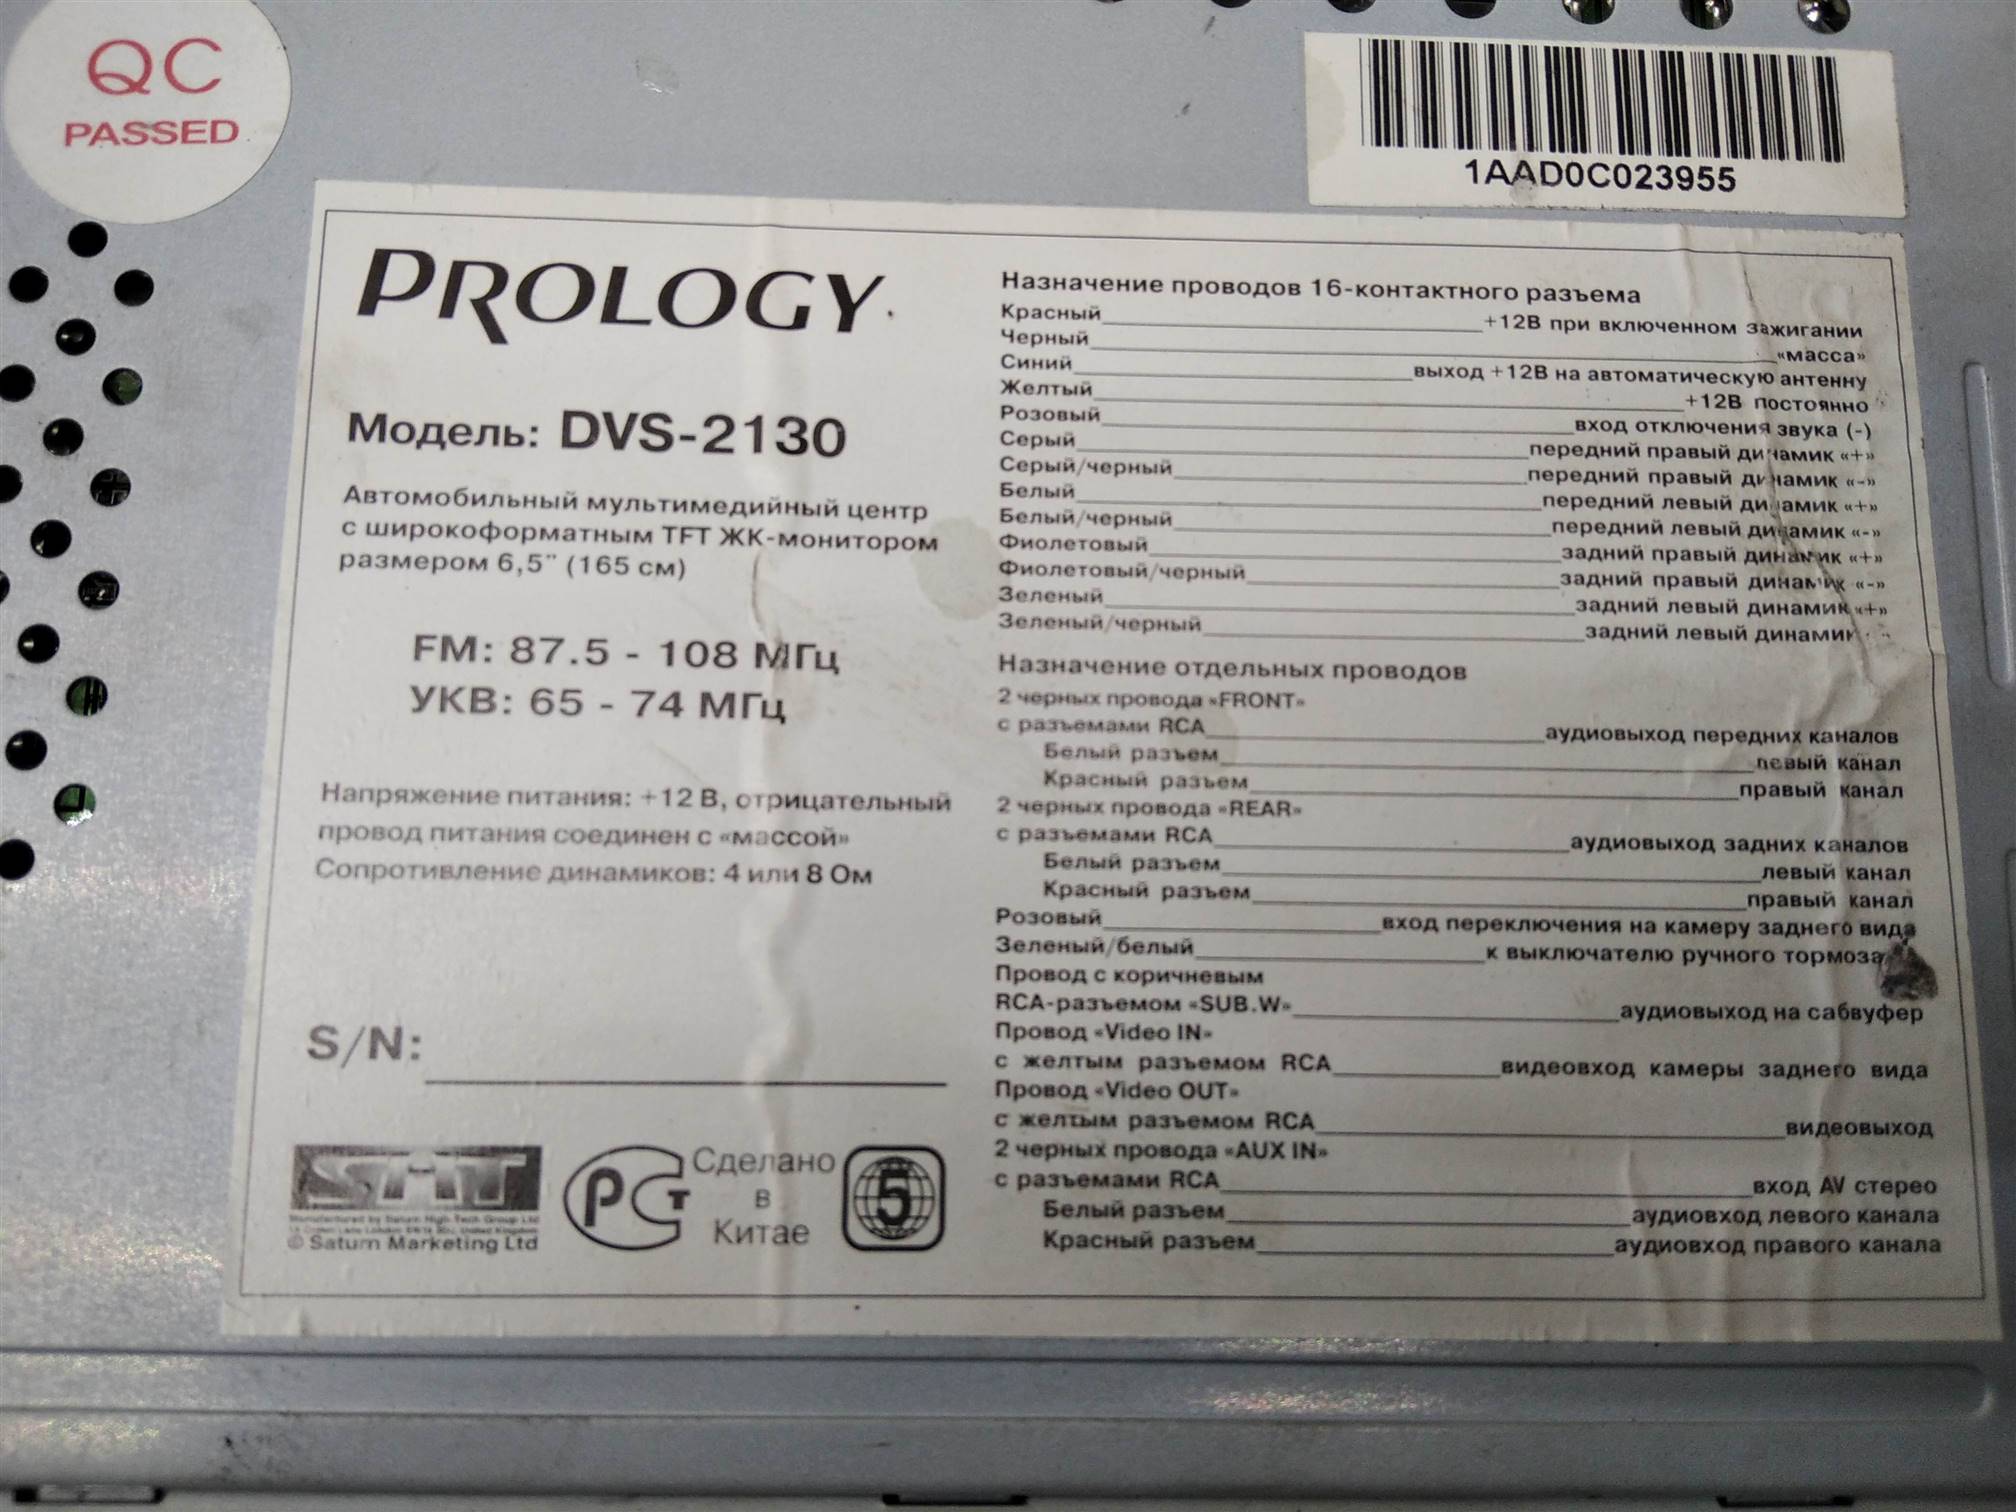 QC
PASSED
1AAD0C023955
PROLOGY.
Модель: DVS-2130
Автомобильный мультимедийный центр
с широкоформатным TFT ЖК-монитором
размером 6,5" (165 см)
FM: 87.5 - 108 МГц
УКВ: 65 - 74 МГц
Напряжение питания: +12 В, отрицательный
провод питания соединен с «массой»
Сопротивление динамиков: 4 или 8 Ом
S/N:
SMT
Manufactured by Saturn High-Tech Group Ltd
© Saturn Marketing Ltd
РСТ
Сделано
в
Китае
5
Назначение проводов 16-контактного разъема
Красный +12В при включенном зажигании
Черный «масса»
Синий выход +12В на автоматическую антенну
Желтый +12В постоянно
Розовый вход отключения звука (-)
Серый передний правый динамик «+»
Серый/черный передний правый динамик «-»
Белый передний левый динамик «+»
Белый/черный передний левый динамик «-»
Фиолетовый задний правый динамик «+»
Фиолетовый/черный задний правый динамик «-»
Зеленый задний левый динамик «+»
Зеленый/черный задний левый динамик
Назначение отдельных проводов
2 черных провода «FRONT»
с разъемами RCA аудиовыход передних каналов
Белый разъем левый канал
Красный разъем правый канал
2 черных провода «REAR»
с разъемами RCA аудиовыход задних каналов
Белый разъем левый канал
Красный разъем правый канал
Розовый вход переключения на камеру заднего вида
Зеленый/белый к выключателю ручного тормоза
Провод с коричневым
RCA-разъемом «SUB.W» аудиовыход на сабвуфер
Провод «Video IN»
с желтым разъемом RCA видеовход камеры заднего вида
Провод «Video OUT»
с желтым разъемом RCA видеовыход
2 черных провода «AUX IN»
с разъемами RCA вход AV стерео
Белый разъем аудиовход левого канала
Красный разъем аудиовход правого канала